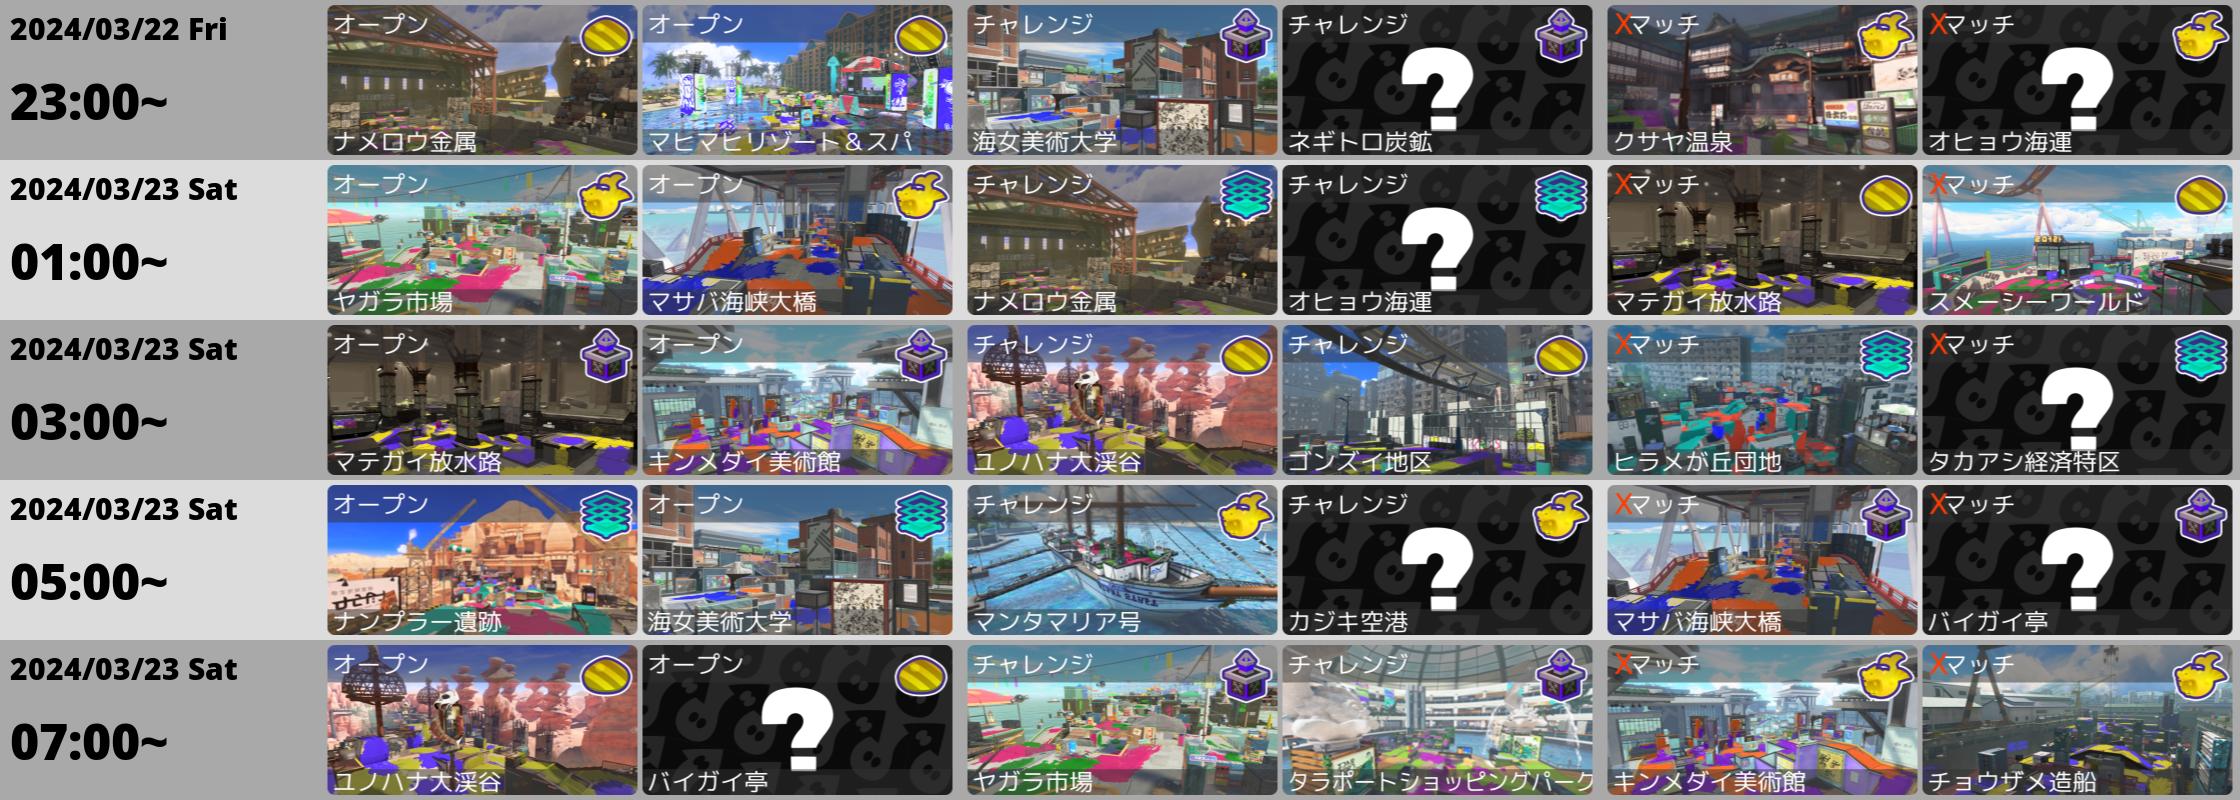 2024/03/22 Fri
23:00~
オープン
ナメロウ金属
オープン
マヒマヒリゾート＆スパ
チャレンジ
海女美術大学
チャレンジ
?
ネギトロ炭鉱
Xマッチ
クサヤ温泉
Xマッチ
?
オヒョウ海運
2024/03/23 Sat
01:00~
オープン
ヤガラ市場
オープン
マサバ海峡大橋
チャレンジ
ナメロウ金属
チャレンジ
?
オヒョウ海運
Xマッチ
マテガイ放水路
Xマッチ
スメーシーワールド
2024/03/23 Sat
03:00~
オープン
マテガイ放水路
オープン
キンメダイ美術館
チャレンジ
ユノハナ大渓谷
チャレンジ
ゴンズイ地区
Xマッチ
ヒラメが丘団地
Xマッチ
?
タカアシ経済特区
2024/03/23 Sat
05:00~
オープン
ナンプラー遺跡
オープン
海女美術大学
チャレンジ
マンタマリア号
チャレンジ
?
カジキ空港
Xマッチ
マサバ海峡大橋
Xマッチ
?
バイガイ亭
2024/03/23 Sat
07:00~
オープン
ユノハナ大渓谷
オープン
?
バイガイ亭
チャレンジ
ヤガラ市場
チャレンジ
タラポートショッピングパーク
Xマッチ
キンメダイ美術館
Xマッチ
チョウザメ造船